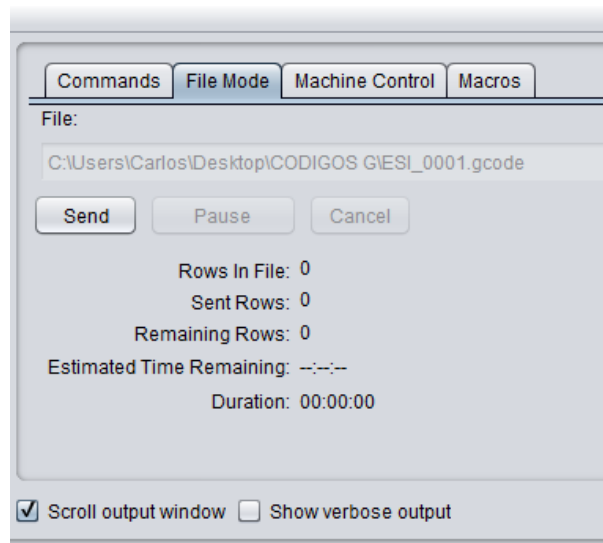 Commands File Mode Machine Control Macros
File:
C:\Users\Carlos\Desktop\CODIGOS G\ESI_0001.gcode
Send Pause Cancel
Rows In File: 0
Sent Rows: 0
Remaining Rows: 0
Estimated Time Remaining: --:--:--
Duration: 00:00:00
Scroll output window Show verbose output